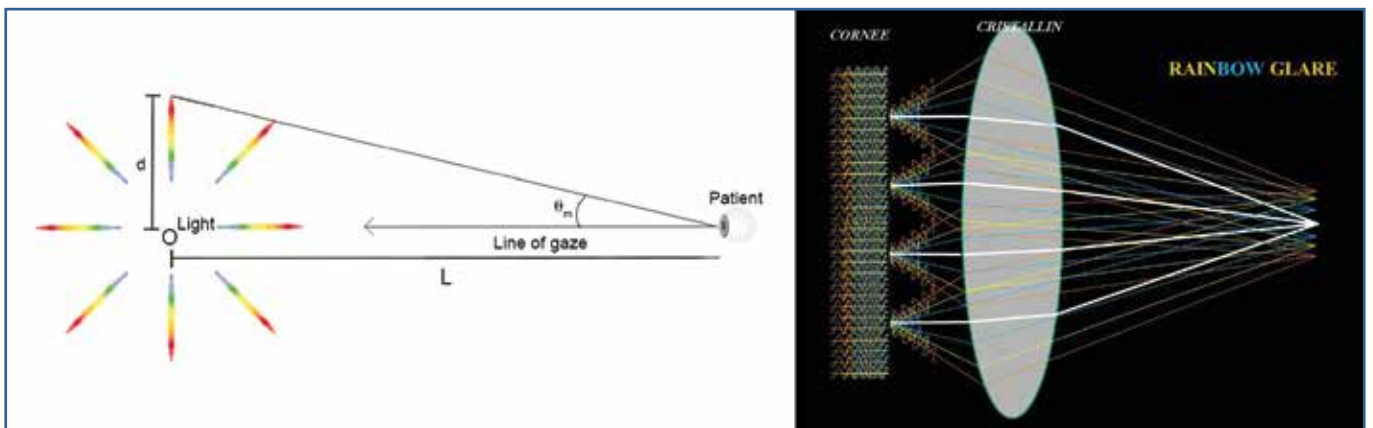 d
Light
O
θm
Patient
Line of gaze
L
CORNEE
CRISTALLIN
RAINBOW GLARE